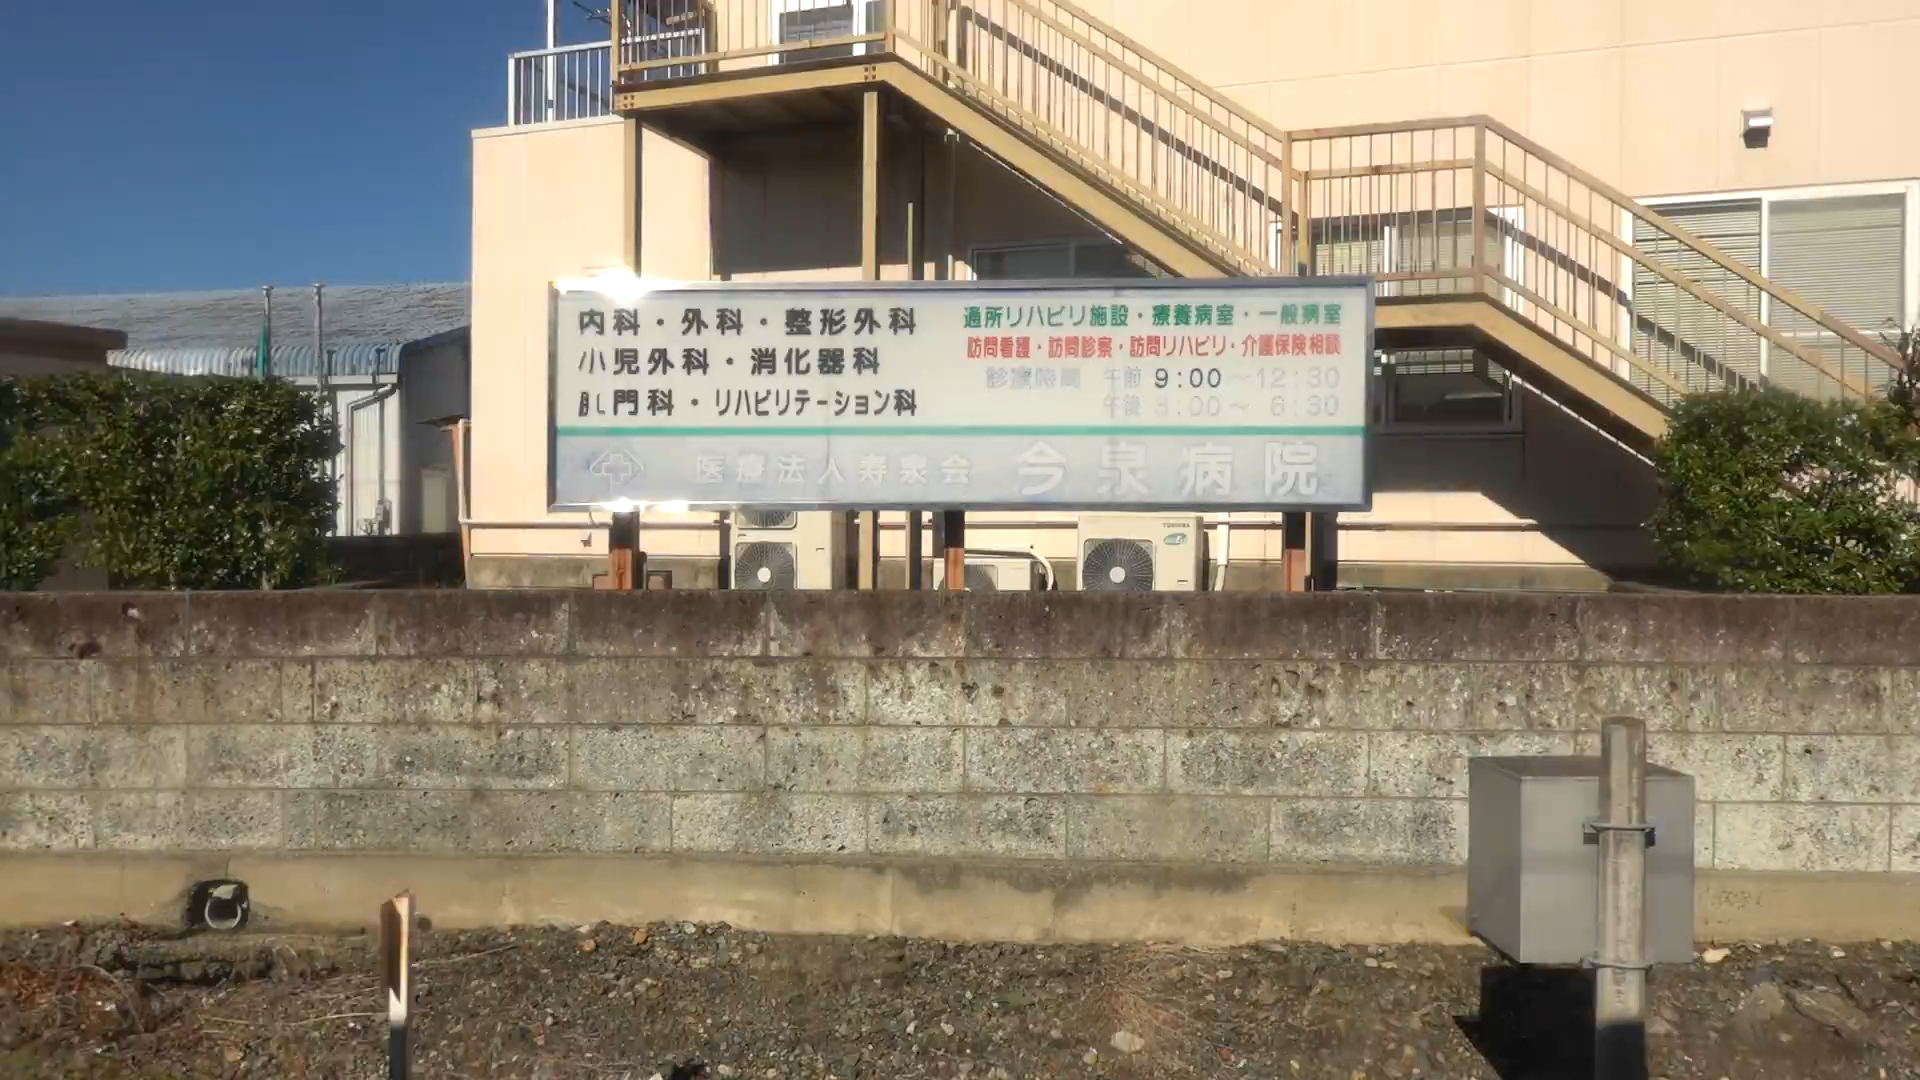 内科・外科・整形外科
小児外科・消化器科
肛門科・リハビリテーション科
通所リハビリ施設・療養病室・一般病室
訪問看護・訪問診察・訪問リハビリ・介護保険相談
診療時間 午前 9:00〜12:30
午後 3:00〜 6:30
医療法人寿泉会 今泉病院
TOSHIBA